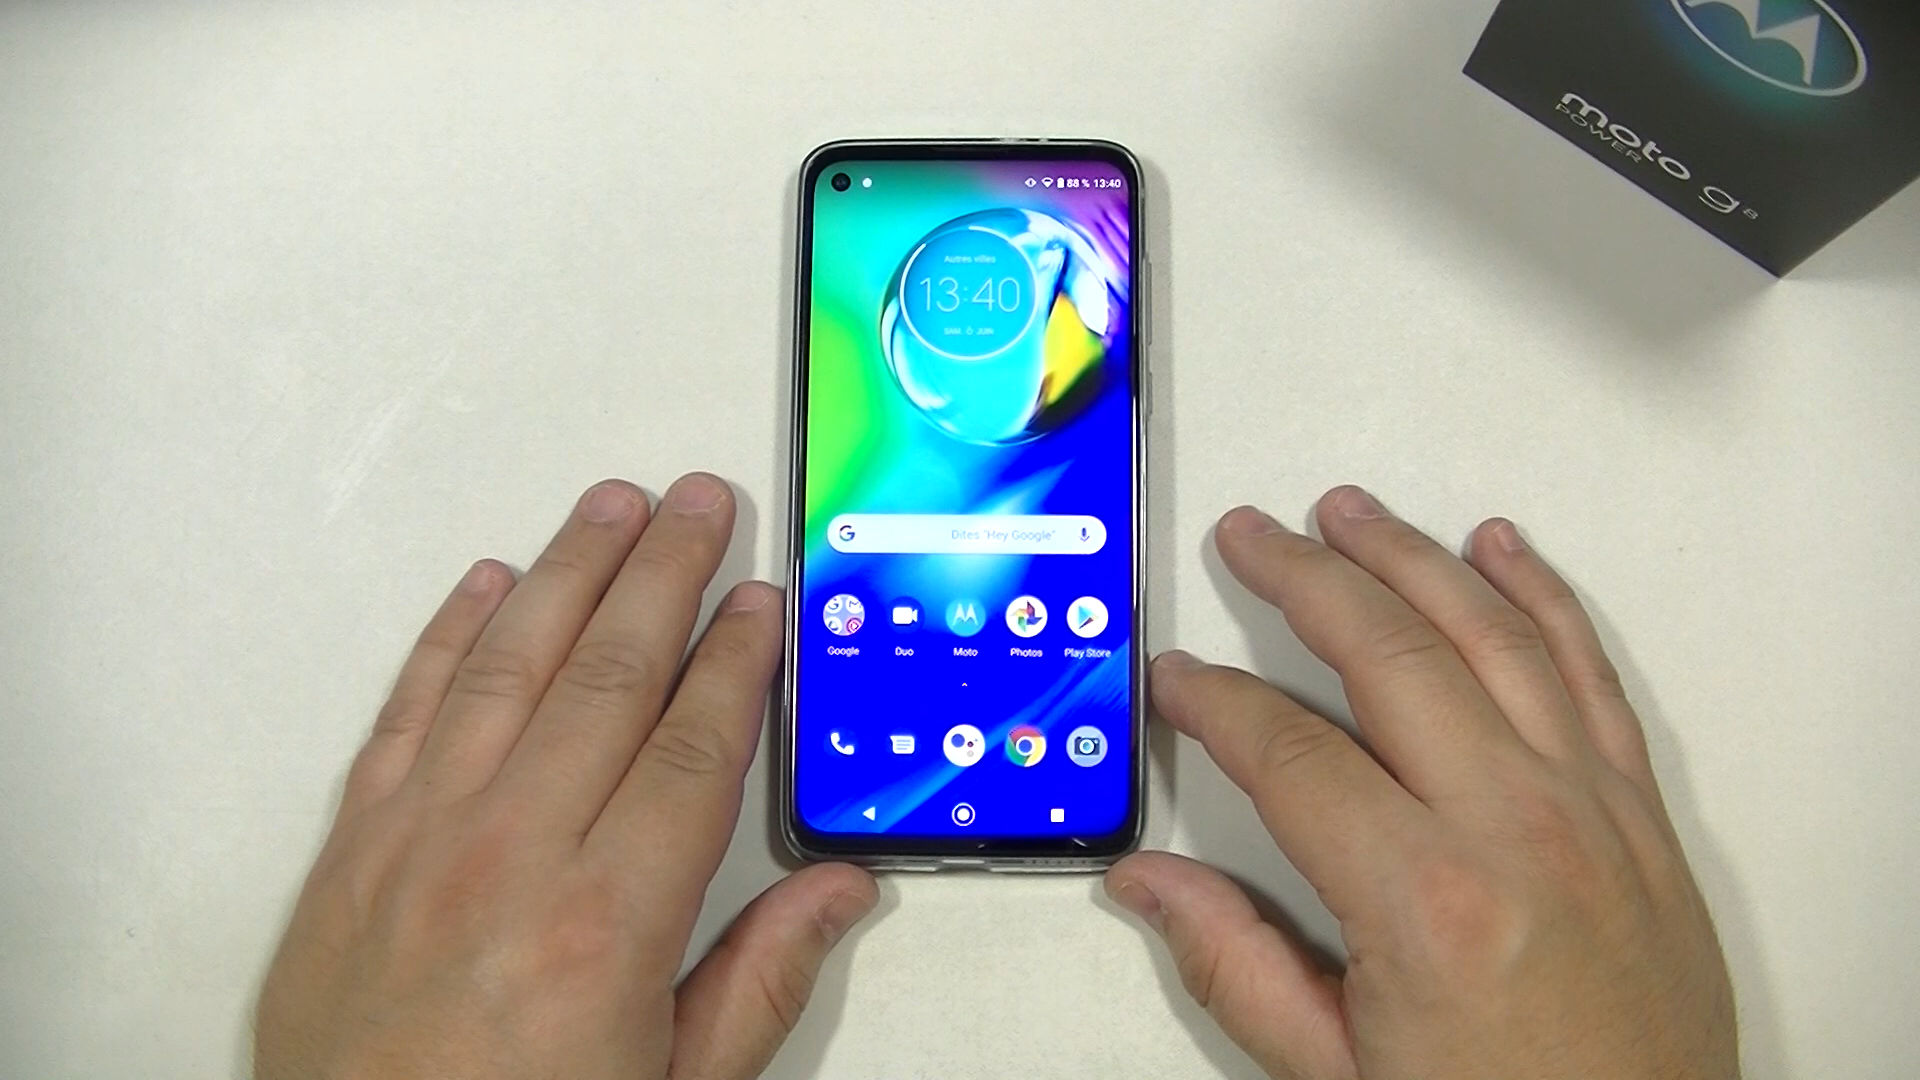 moto g8
POWER
88 % 13:40
Autres villes
13:40
SAM. 6 JUIN
Dites "Hey Google"
Google
Duo
Moto
Photos
Play Store